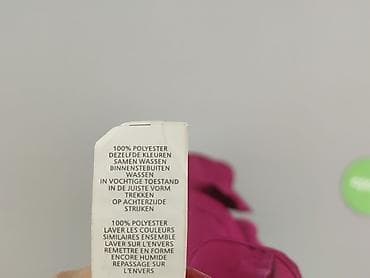 100% POLYESTER
DEZELFDE KLEUREN
SAMEN WASSEN
BINNENSTEBUITEN
WASSEN
IN VOCHTIGE TOESTAND
IN DE JUISTE VORM
TREKKEN
OP ACHTERZIJDE
STRIJKEN
100% POLYESTER
LAVER LES COULEURS
SIMILAIRES ENSEMBLE
LAVER SUR L'ENVERS
REMETTRE EN FORME
ENCORE HUMIDE
REPASSAGE SUR
L'ENVERS